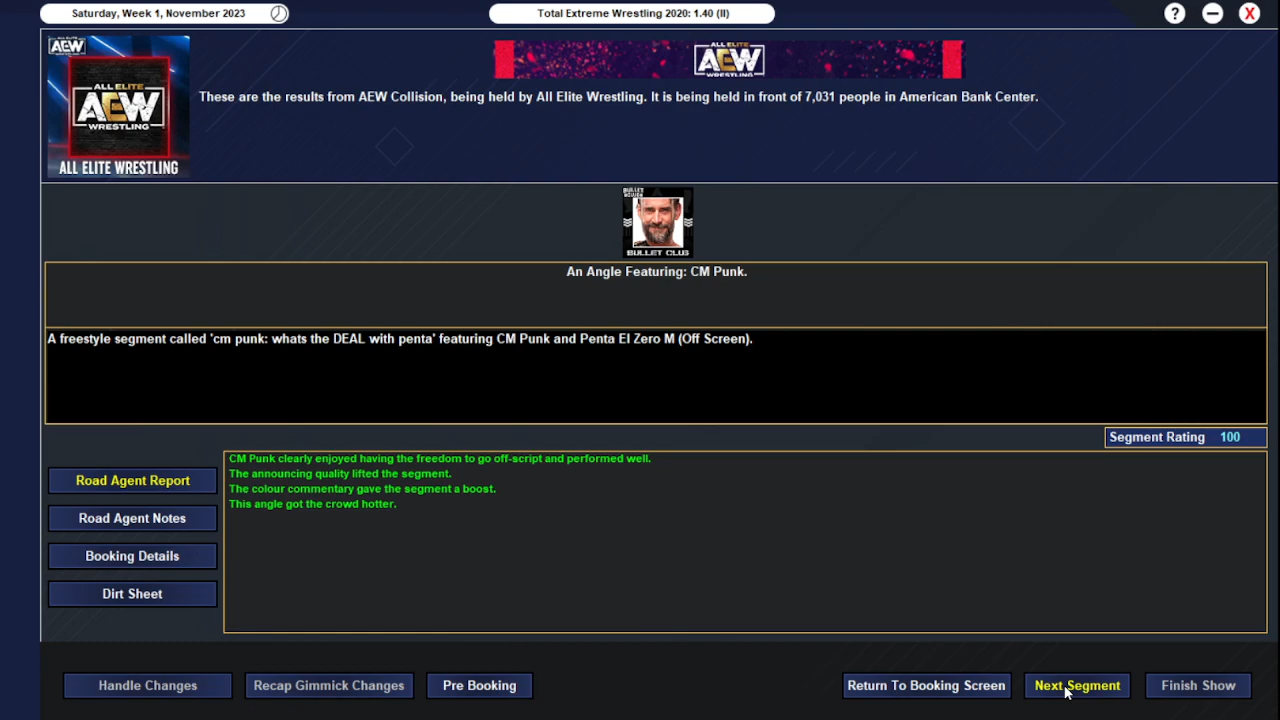 Saturday, Week 1, November 2023
Total Extreme Wrestling 2020: 1.40 (II)
?
X
AEW
ALL ELITE
AEW
WRESTLING
ALL ELITE WRESTLING
ALL ELITE
AEW
WRESTLING
These are the results from AEW Collision, being held by All Elite Wrestling. It is being held in front of 7,031 people in American Bank Center.
BULLET CLUB
An Angle Featuring: CM Punk.
A freestyle segment called 'cm punk: whats the DEAL with penta' featuring CM Punk and Penta El Zero M (Off Screen).
Segment Rating 100
Road Agent Report
Road Agent Notes
Booking Details
Dirt Sheet
CM Punk clearly enjoyed having the freedom to go off-script and performed well.
The announcing quality lifted the segment.
The colour commentary gave the segment a boost.
This angle got the crowd hotter.
Handle Changes
Recap Gimmick Changes
Pre Booking
Return To Booking Screen
Next Segment
Finish Show